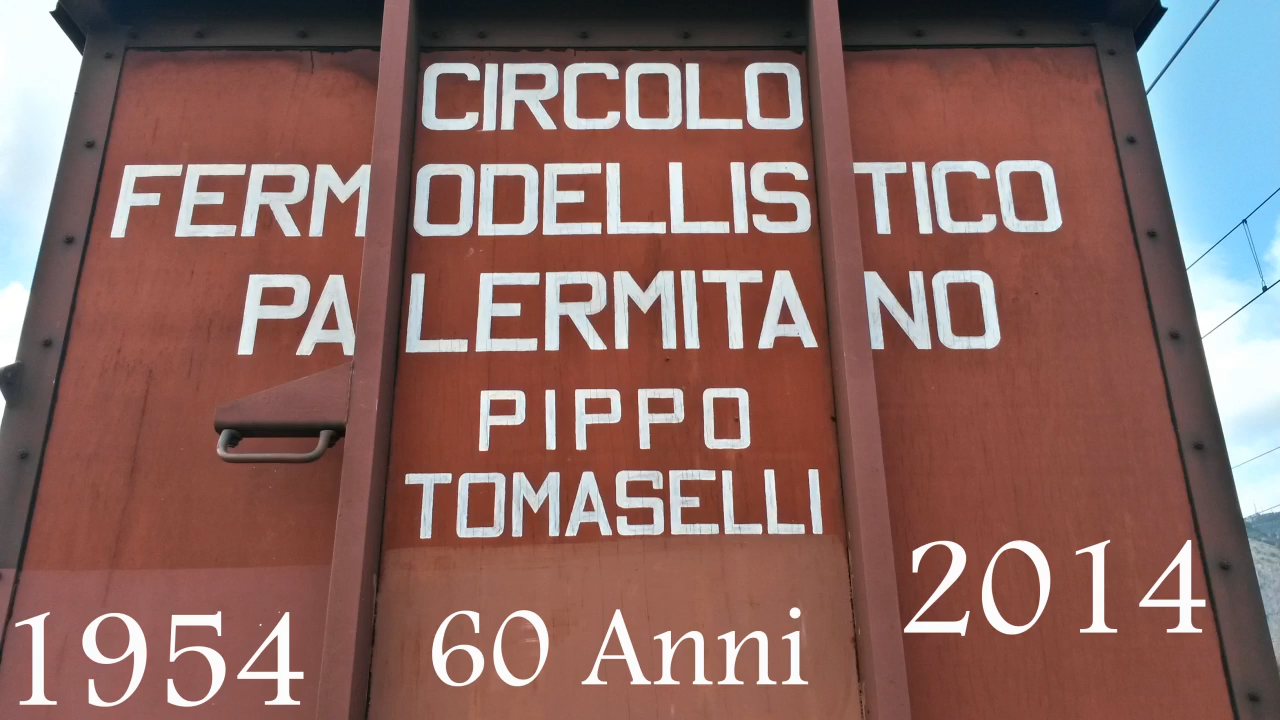 CIRCOLO
FERMODELLISTICO
PALERMITANO
PIPPO
TOMASELLI
1954 60 Anni 2014